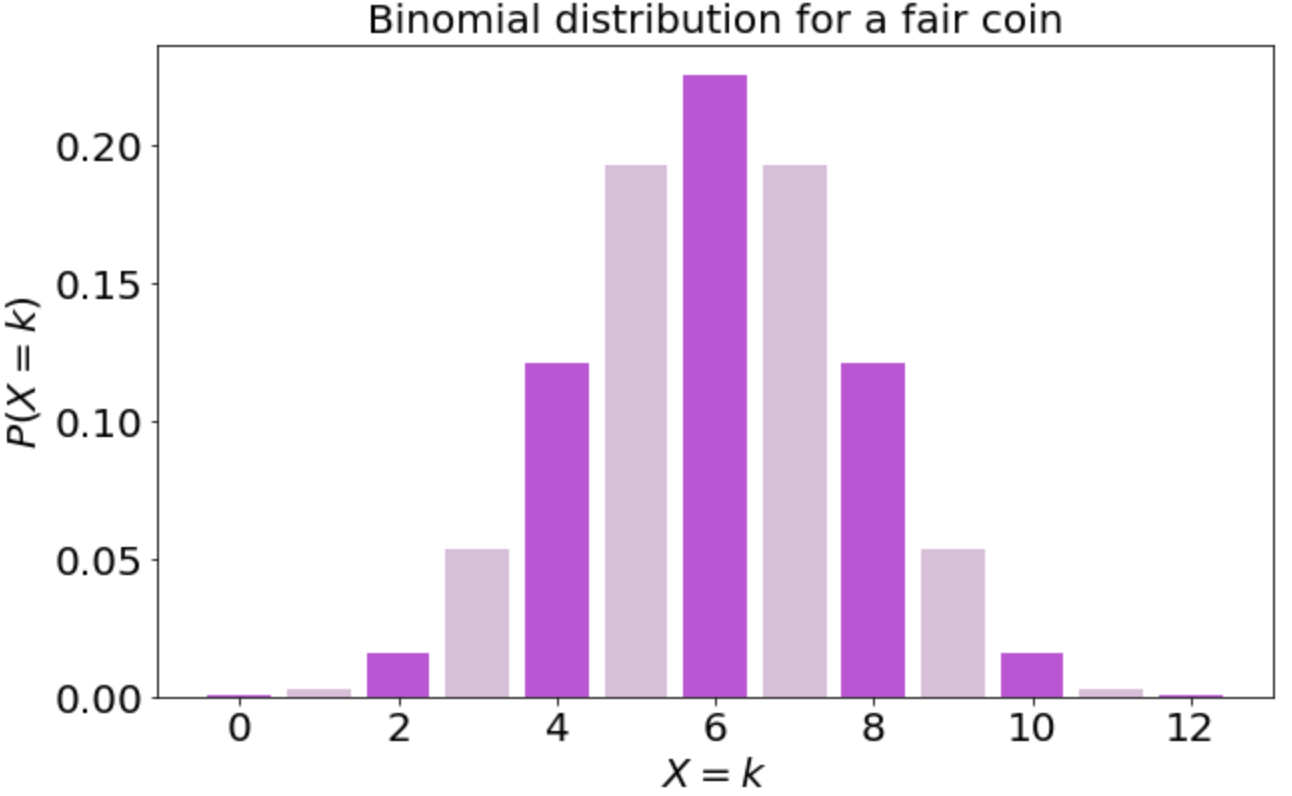 Binomial distribution for a fair coin
P(X = k)
0.20
0.15
0.10
0.05
0.00
0 2 4 6 8 10 12
X = k